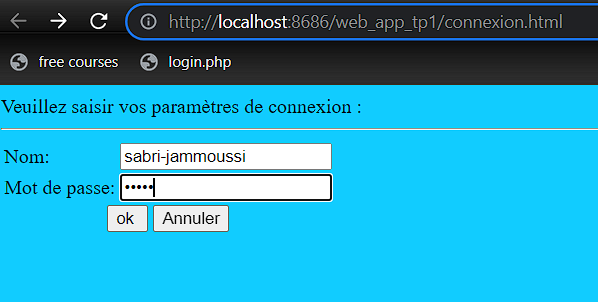 http://localhost:8686/web_app_tp1/connexion.html
free courses login.php
Veuillez saisir vos paramètres de connexion :
Nom: sabri-jammoussi
Mot de passe: •••••
ok Annuler